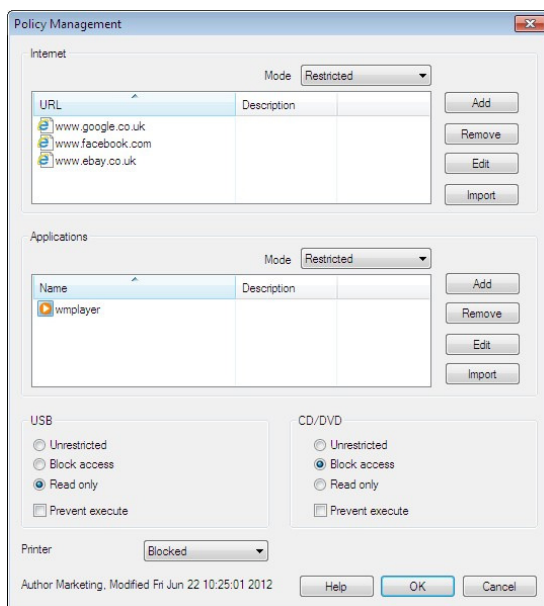 Policy Management
Internet
Mode Restricted
URL Description
www.google.co.uk
www.facebook.com
www.ebay.co.uk
Add
Remove
Edit
Import
Applications
Mode Restricted
Name Description
wmplayer
Add
Remove
Edit
Import
USB
Unrestricted
Block access
Read only
Prevent execute
CD/DVD
Unrestricted
Block access
Read only
Prevent execute
Printer Blocked
Author Marketing, Modified Fri Jun 22 10:25:01 2012 Help OK Cancel